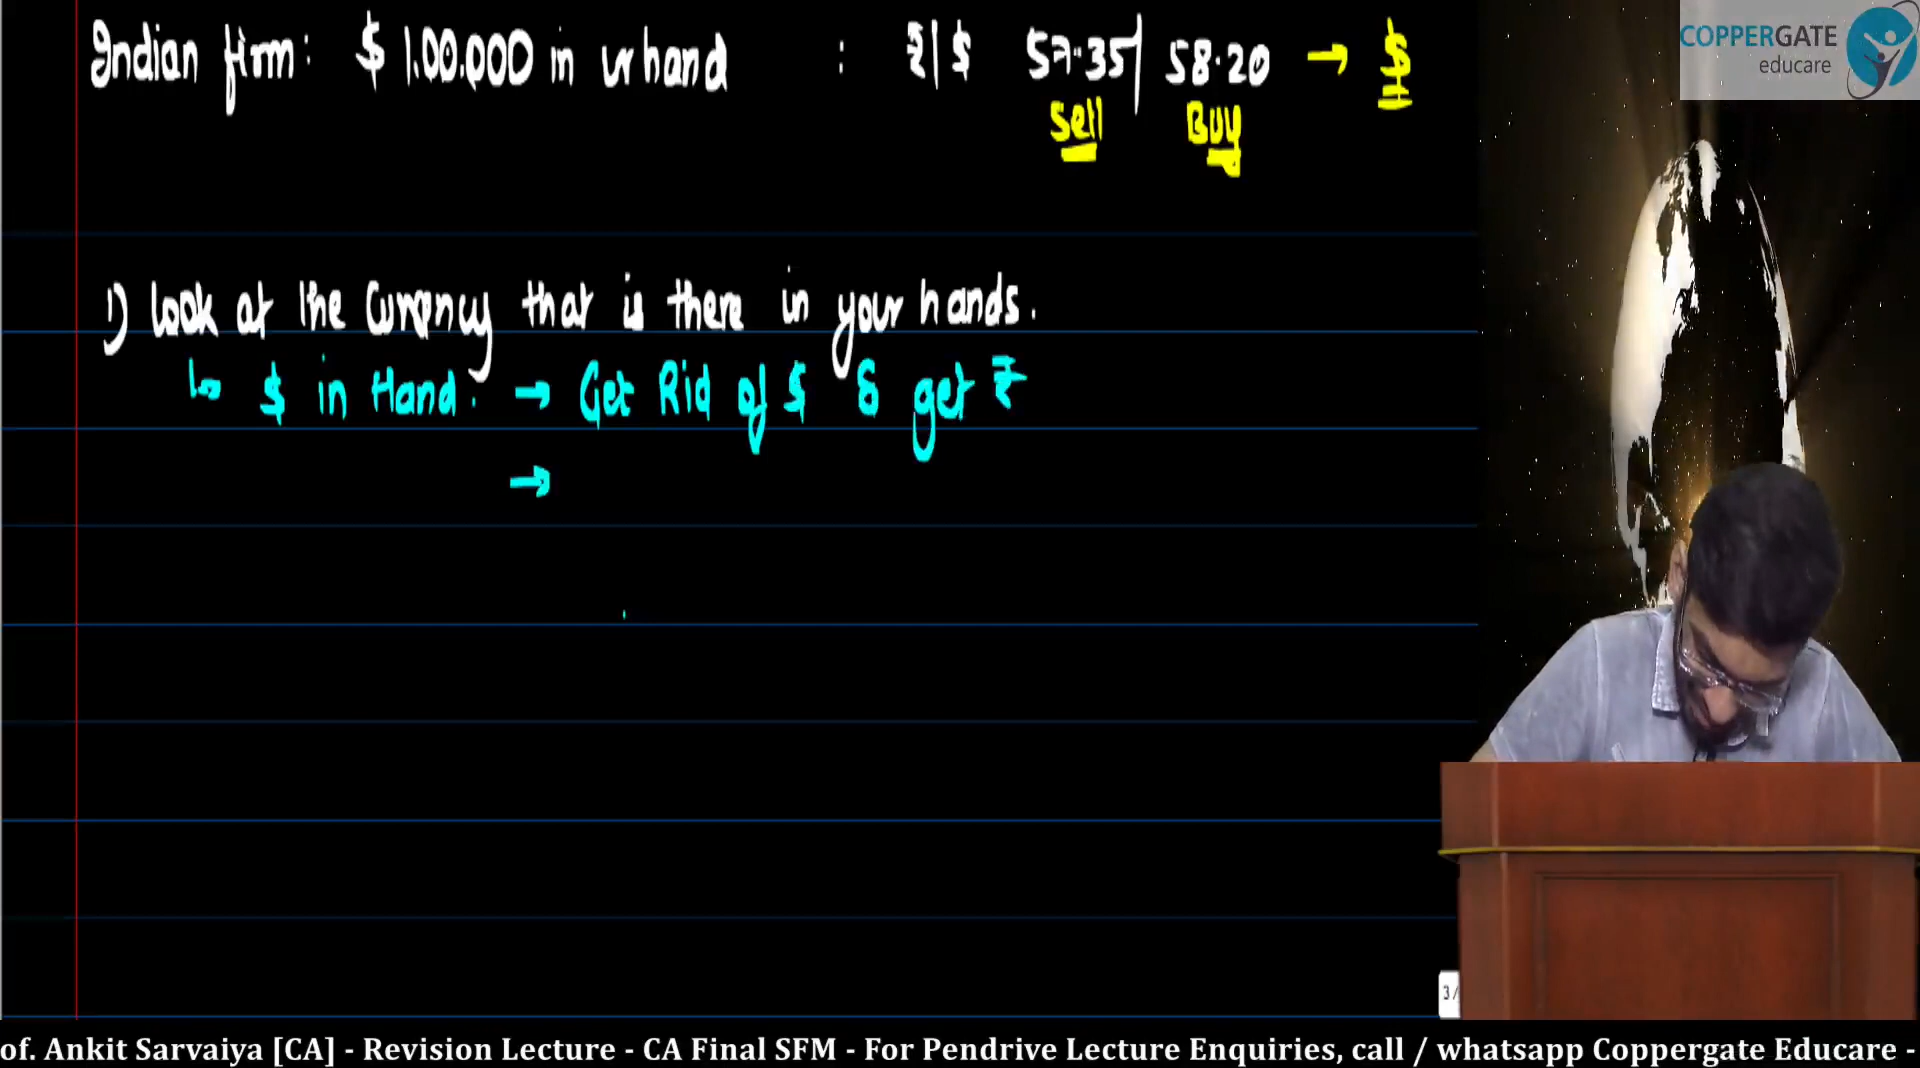 Indian firm: $ 1.00.000 in ur hand : ₹|$ 57.35| 58.20 → $
Sell Buy
COPPERGATE
educare
1) Look at the Currency that is there in your hands.
↳ $ in Hand. → Get Rid of $ & get ₹
→
3/
of. Ankit Sarvaiya [CA] - Revision Lecture - CA Final SFM - For Pendrive Lecture Enquiries, call / whatsapp Coppergate Educare -